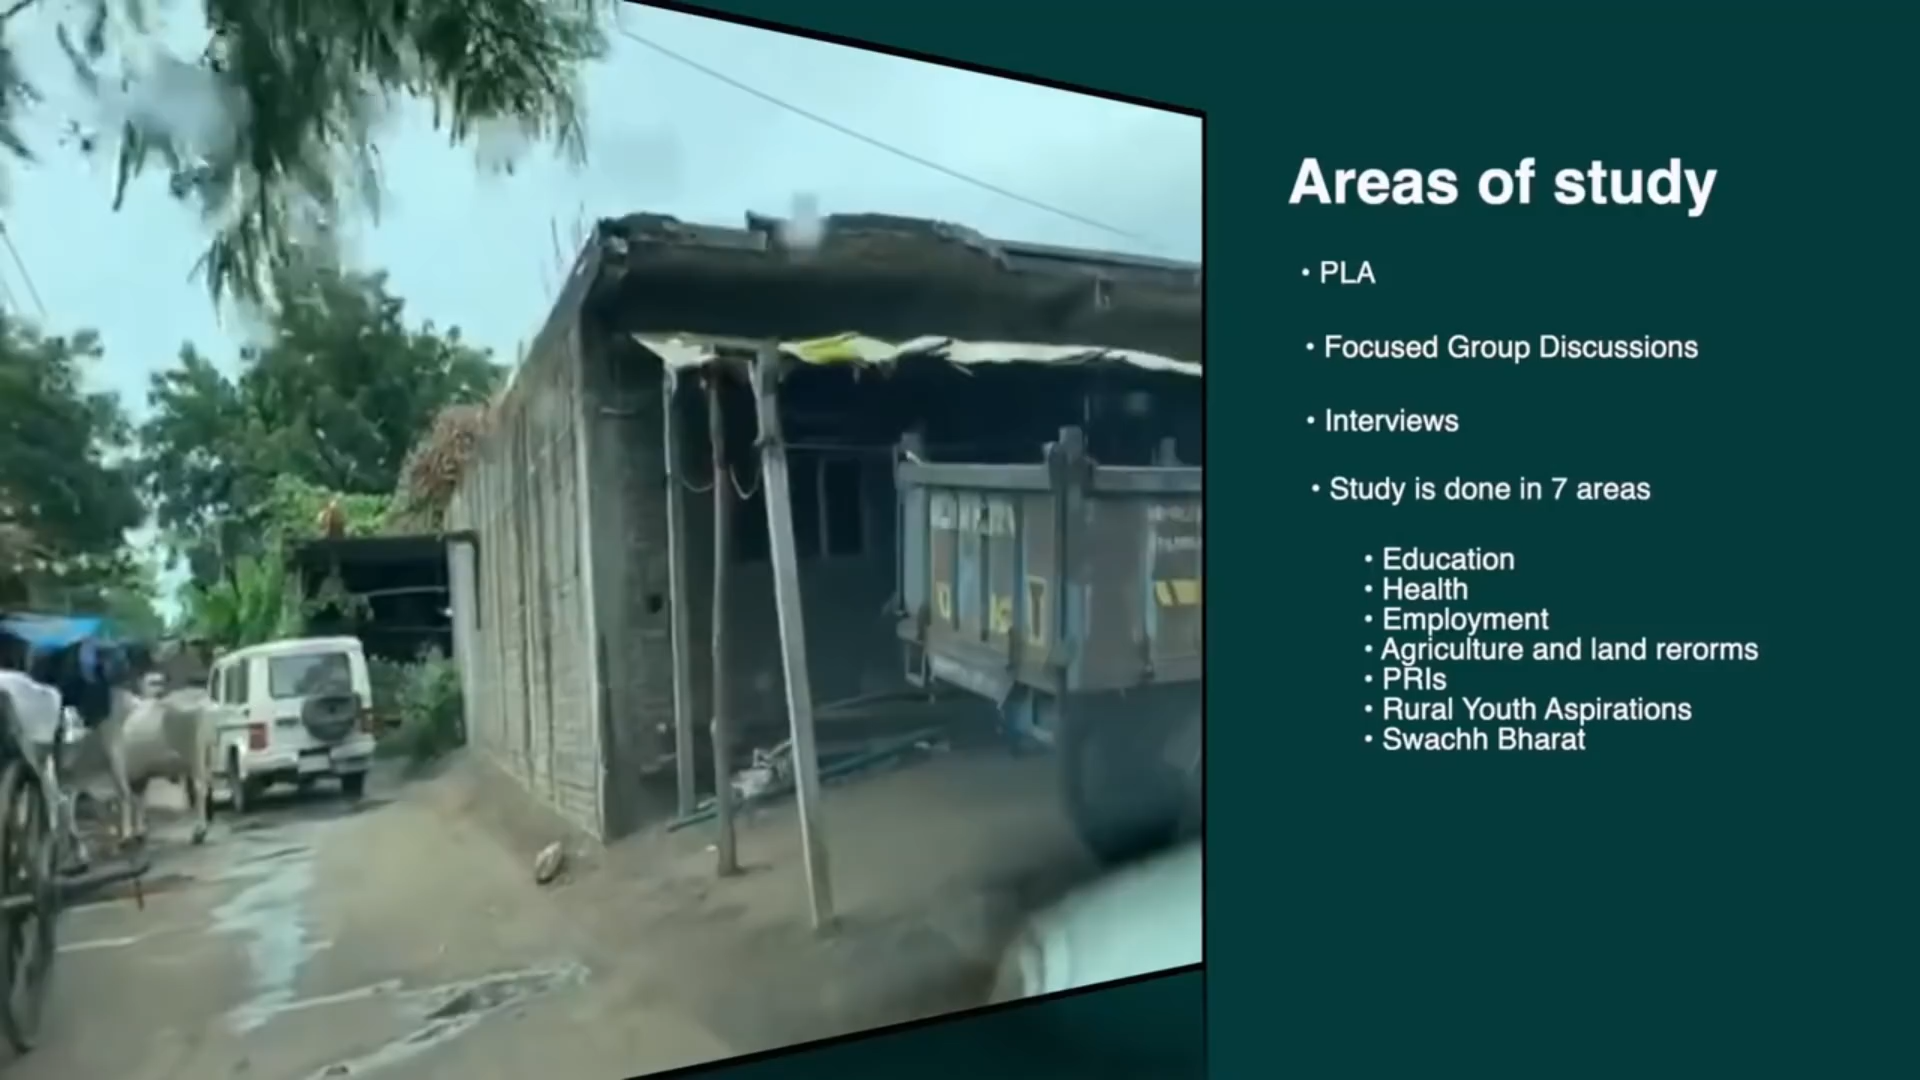 Areas of study
• PLA
• Focused Group Discussions
• Interviews
• Study is done in 7 areas
• Education
• Health
• Employment
• Agriculture and land rerorms
• PRIs
• Rural Youth Aspirations
• Swachh Bharat